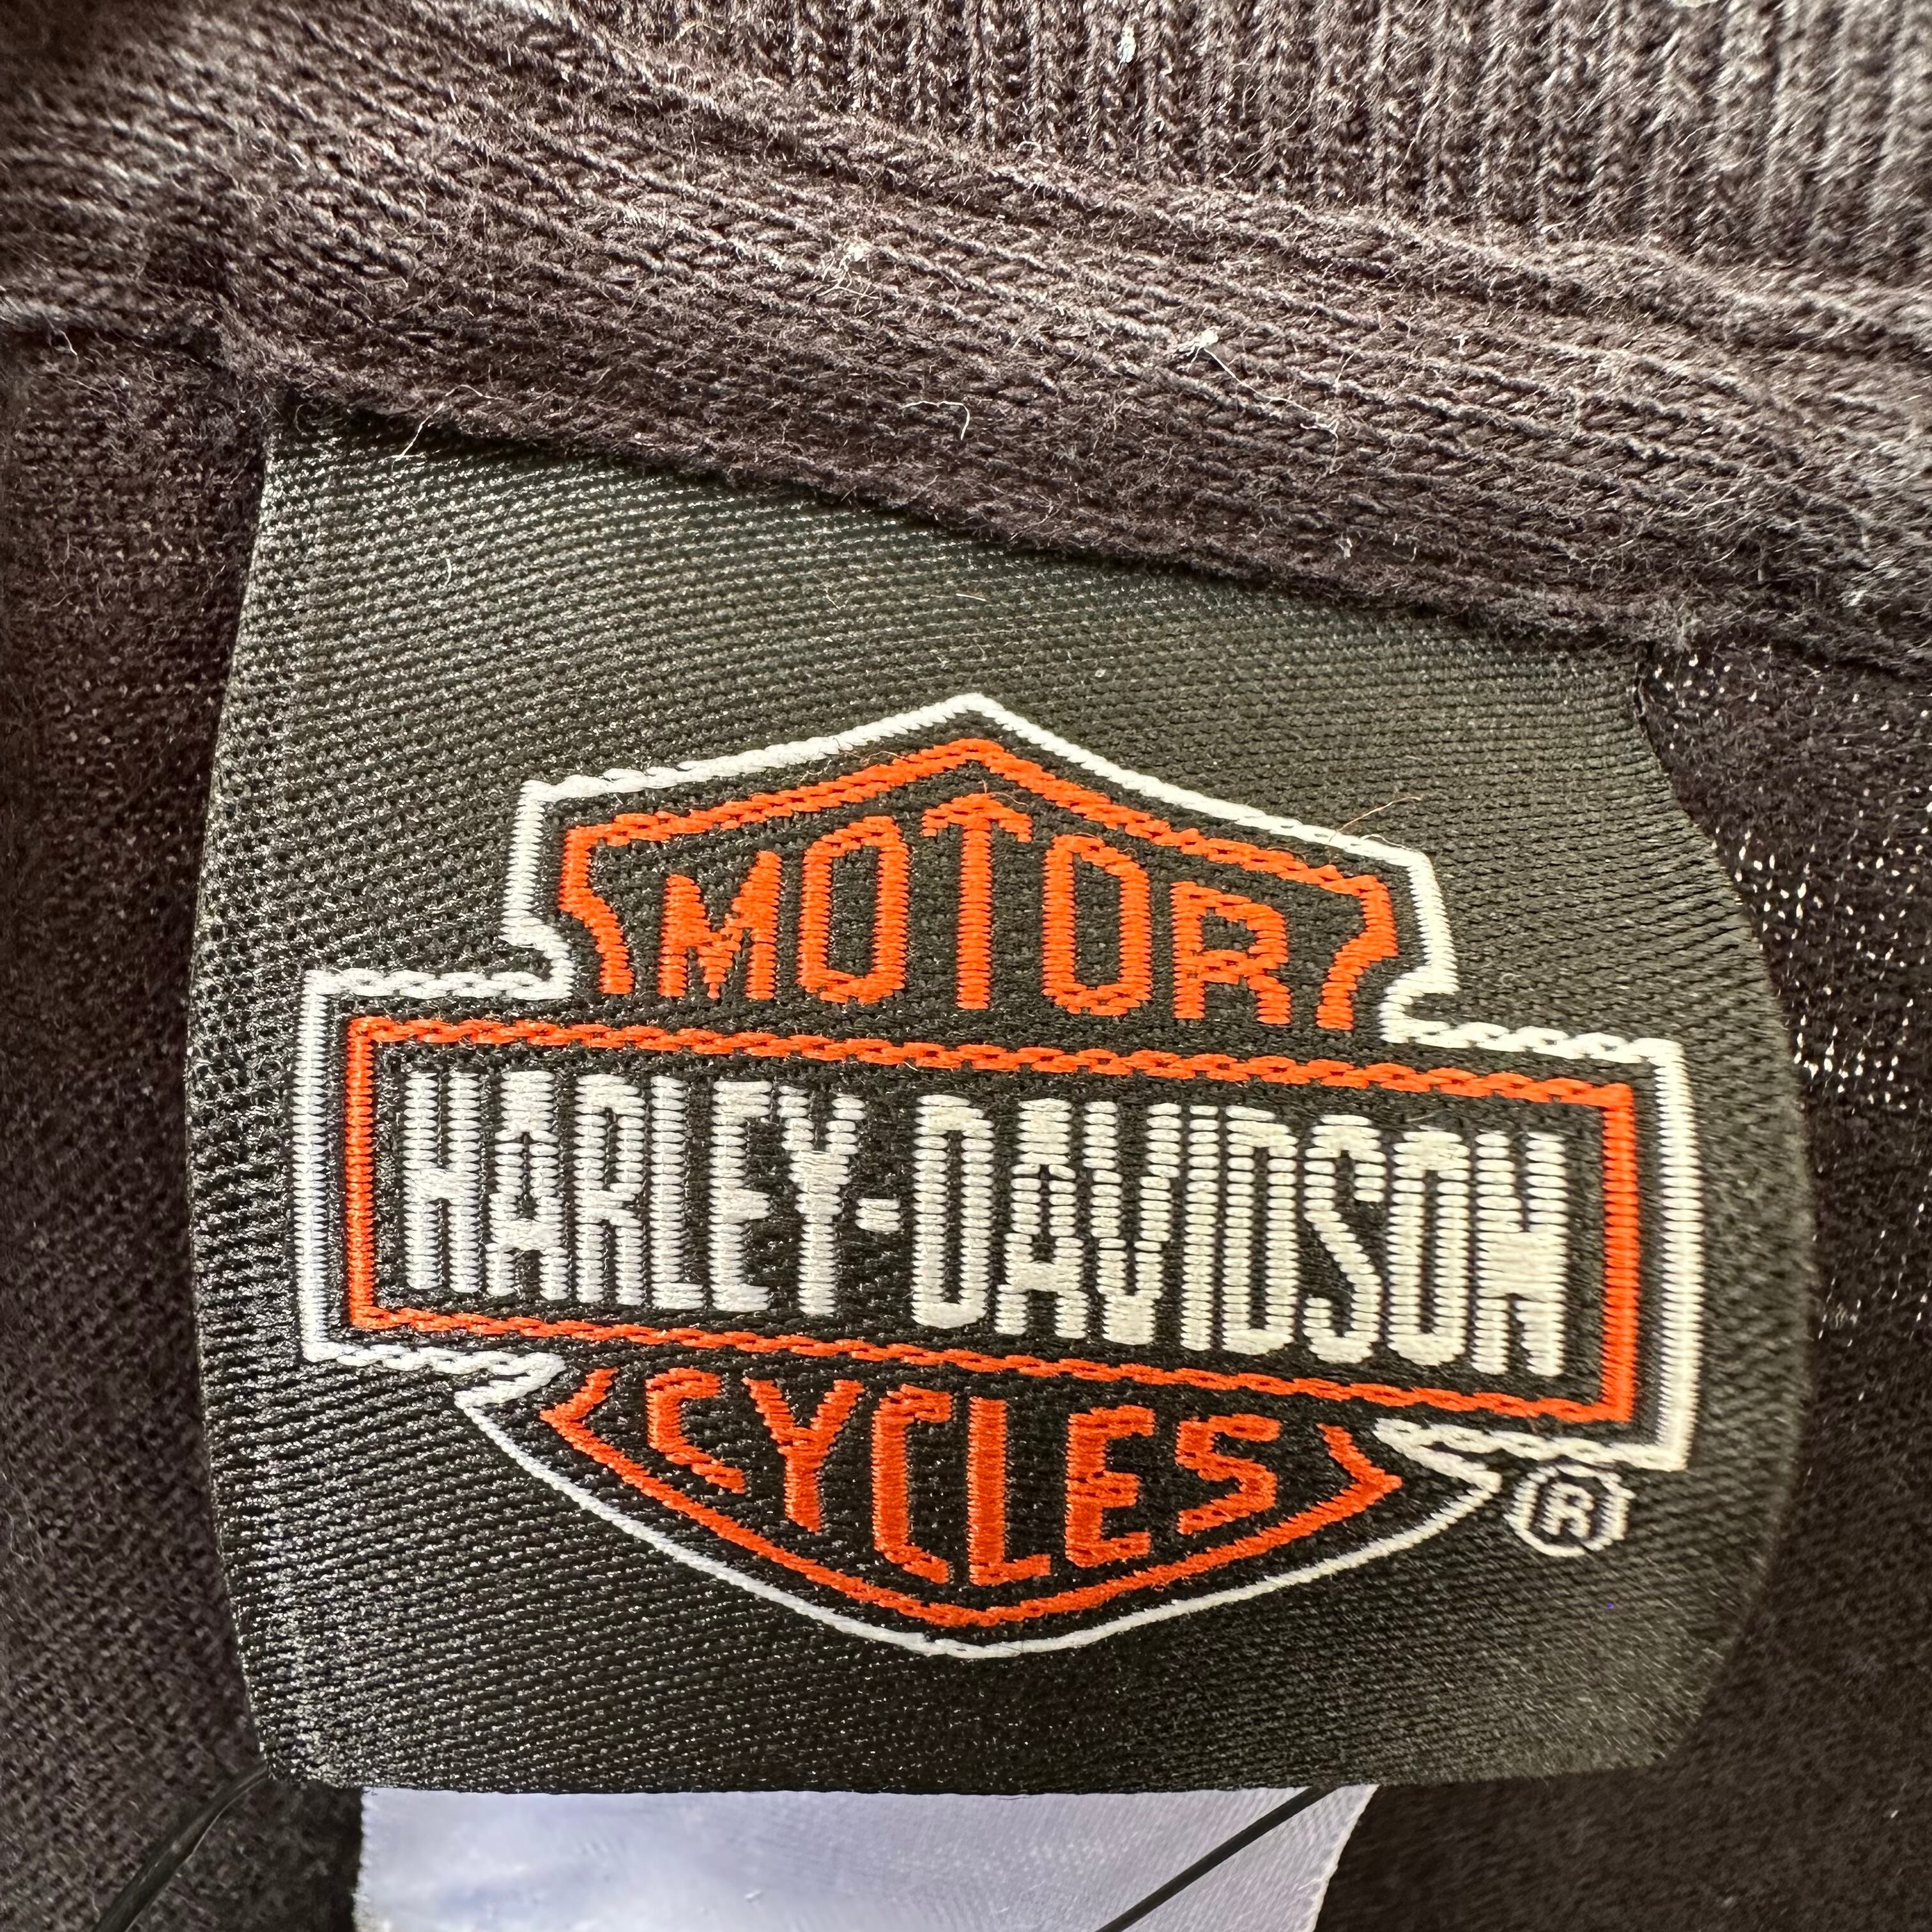 MOTOR
HARLEY-DAVIDSON
CYCLES
®